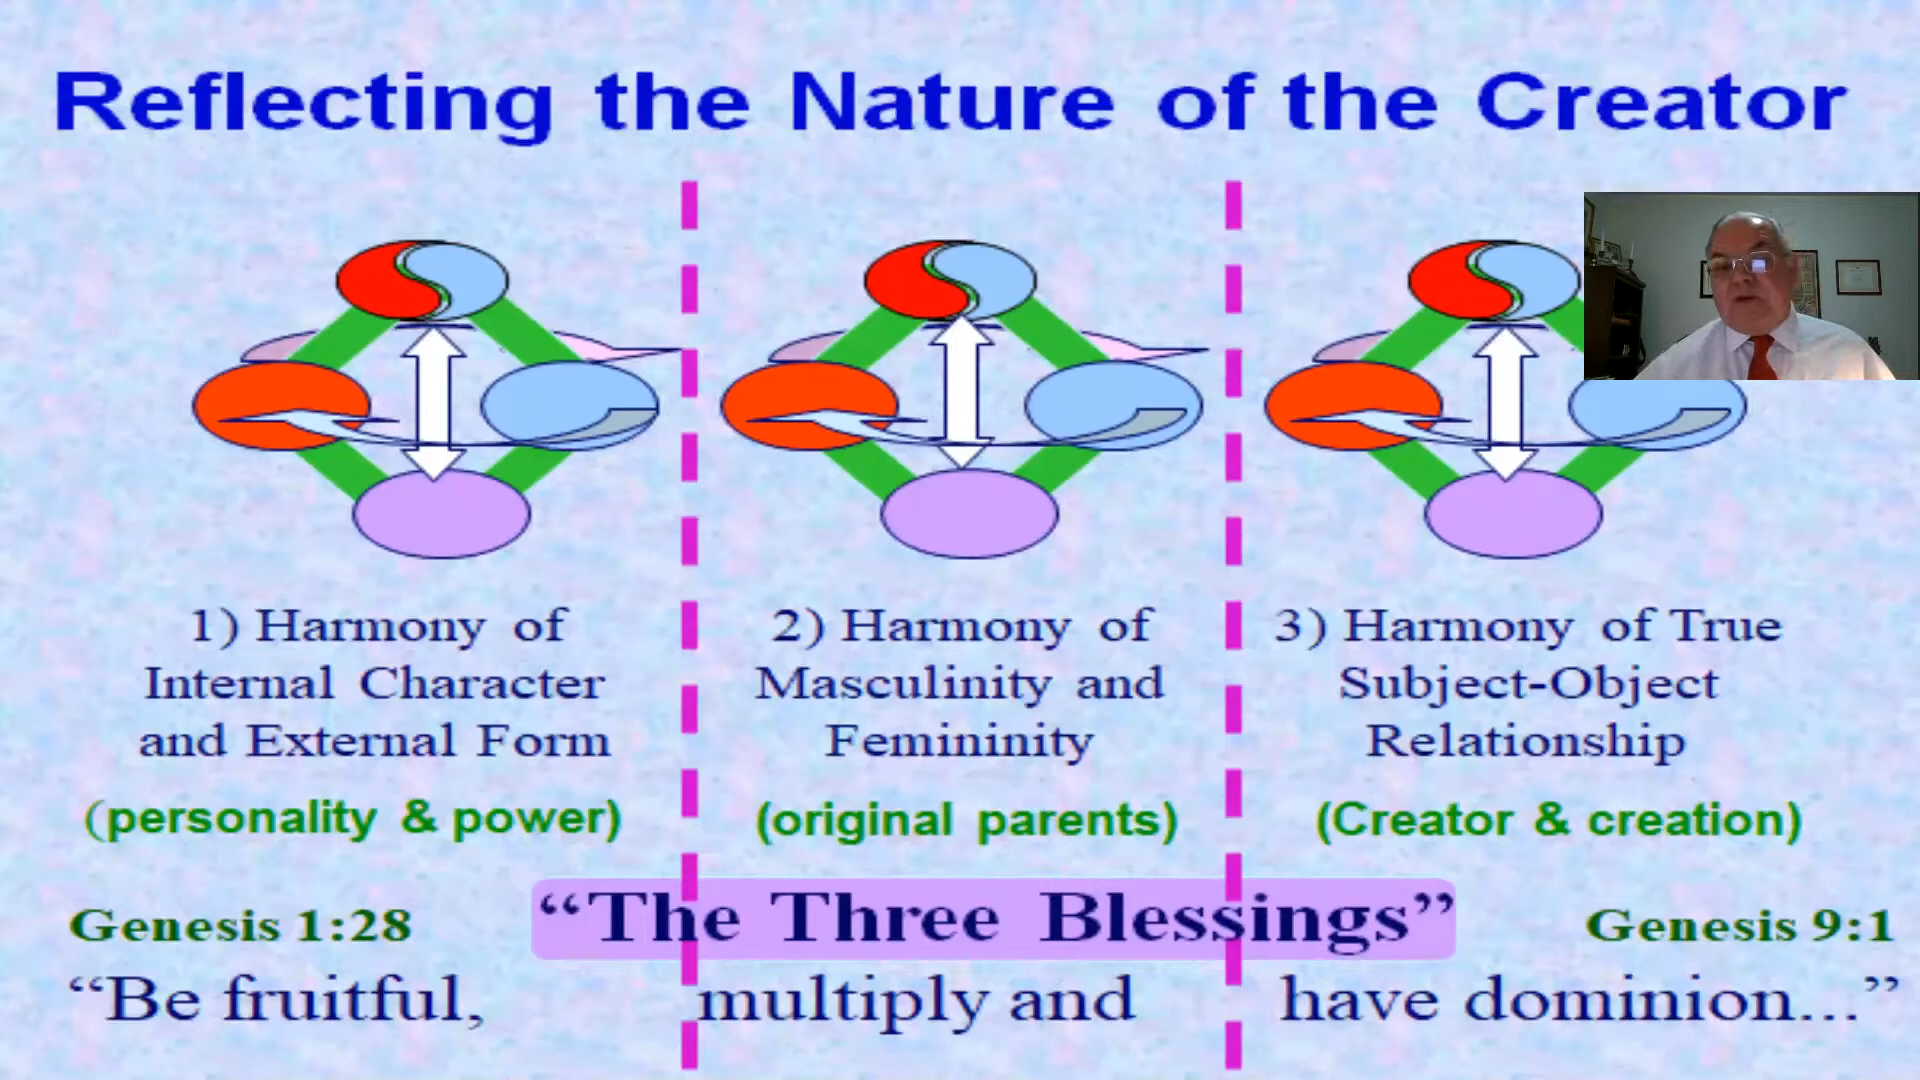 Reflecting the Nature of the Creator
1) Harmony of
Internal Character
and External Form
(personality & power)
2) Harmony of
Masculinity and
Femininity
(original parents)
3) Harmony of True
Subject-Object
Relationship
(Creator & creation)
Genesis 1:28
“The Three Blessings”
Genesis 9:1
“Be fruitful, multiply and have dominion...”